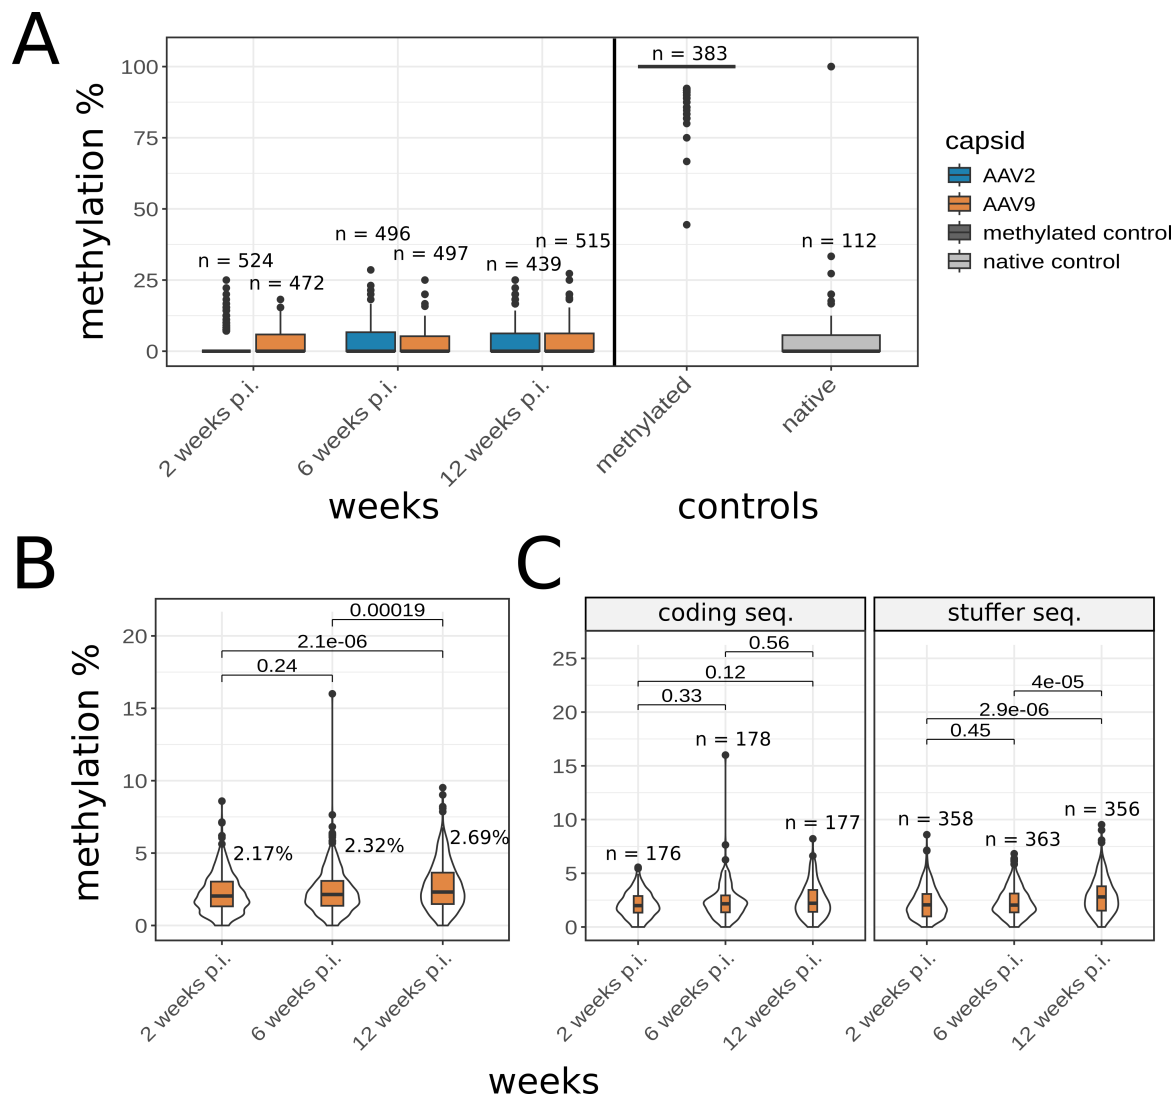 A
methylation %
100
75
50
25
0
n = 524
n = 472
n = 496
n = 497
n = 439
n = 515
n = 383
n = 112
2 weeks p.i.
6 weeks p.i.
12 weeks p.i.
methylated
native
weeks
controls
capsid
AAV2
AAV9
methylated control
native control
B
methylation %
20
15
10
5
0
0.00019
2.1e-06
0.24
2.17%
2.32%
2.69%
2 weeks p.i.
6 weeks p.i.
12 weeks p.i.
C
coding seq.
stuffer seq.
25
20
15
10
5
0
0.56
0.12
0.33
n = 178
n = 176
n = 177
4e-05
2.9e-06
0.45
n = 358
n = 363
n = 356
2 weeks p.i.
6 weeks p.i.
12 weeks p.i.
2 weeks p.i.
6 weeks p.i.
12 weeks p.i.
weeks